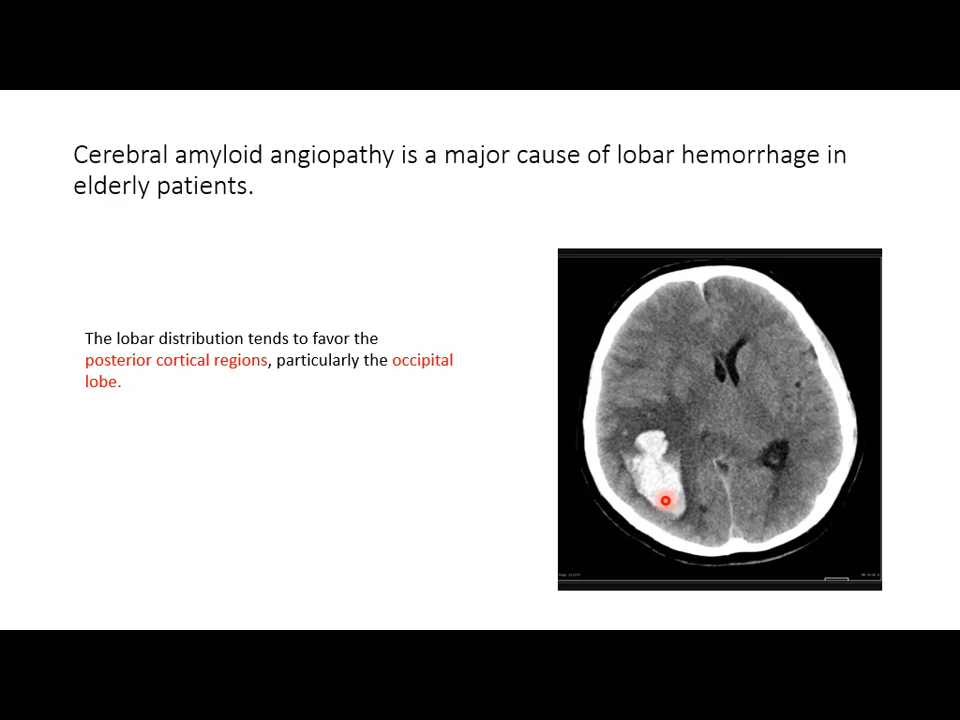 Cerebral amyloid angiopathy is a major cause of lobar hemorrhage in
elderly patients.
The lobar distribution tends to favor the
posterior cortical regions, particularly the occipital
lobe.